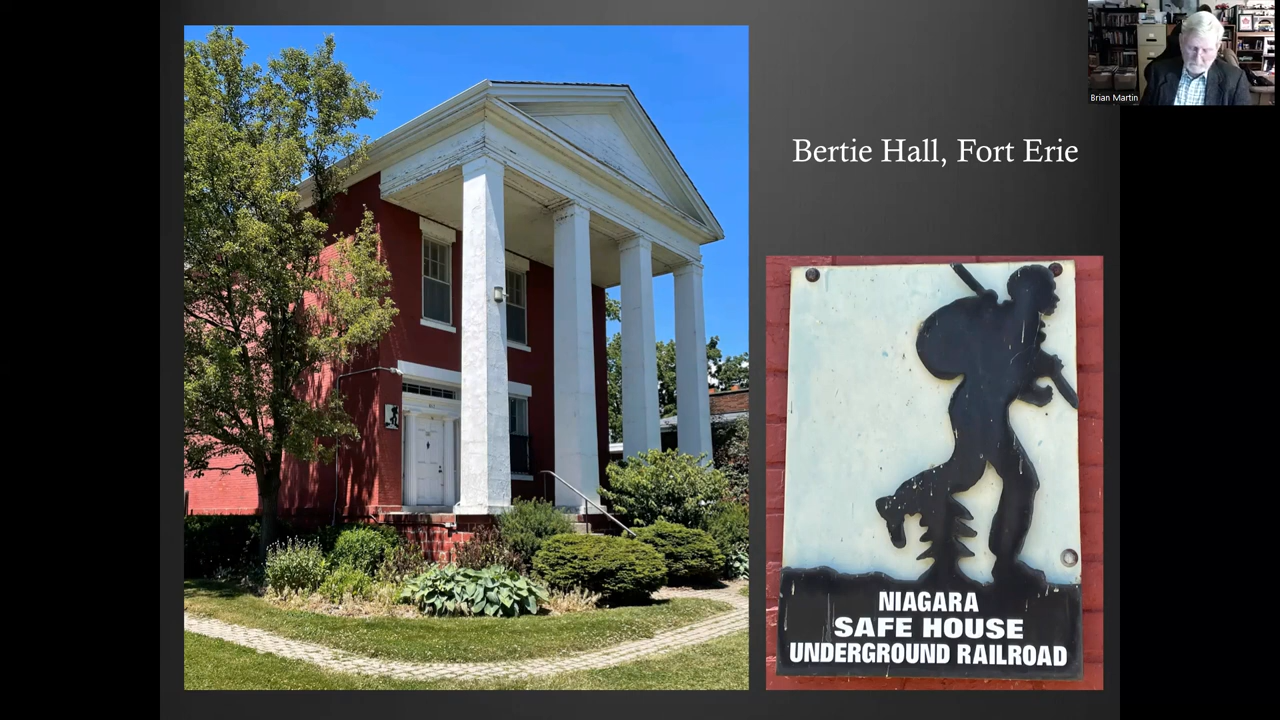 Brian Martin
Bertie Hall, Fort Erie
NIAGARA
SAFE HOUSE
UNDERGROUND RAILROAD